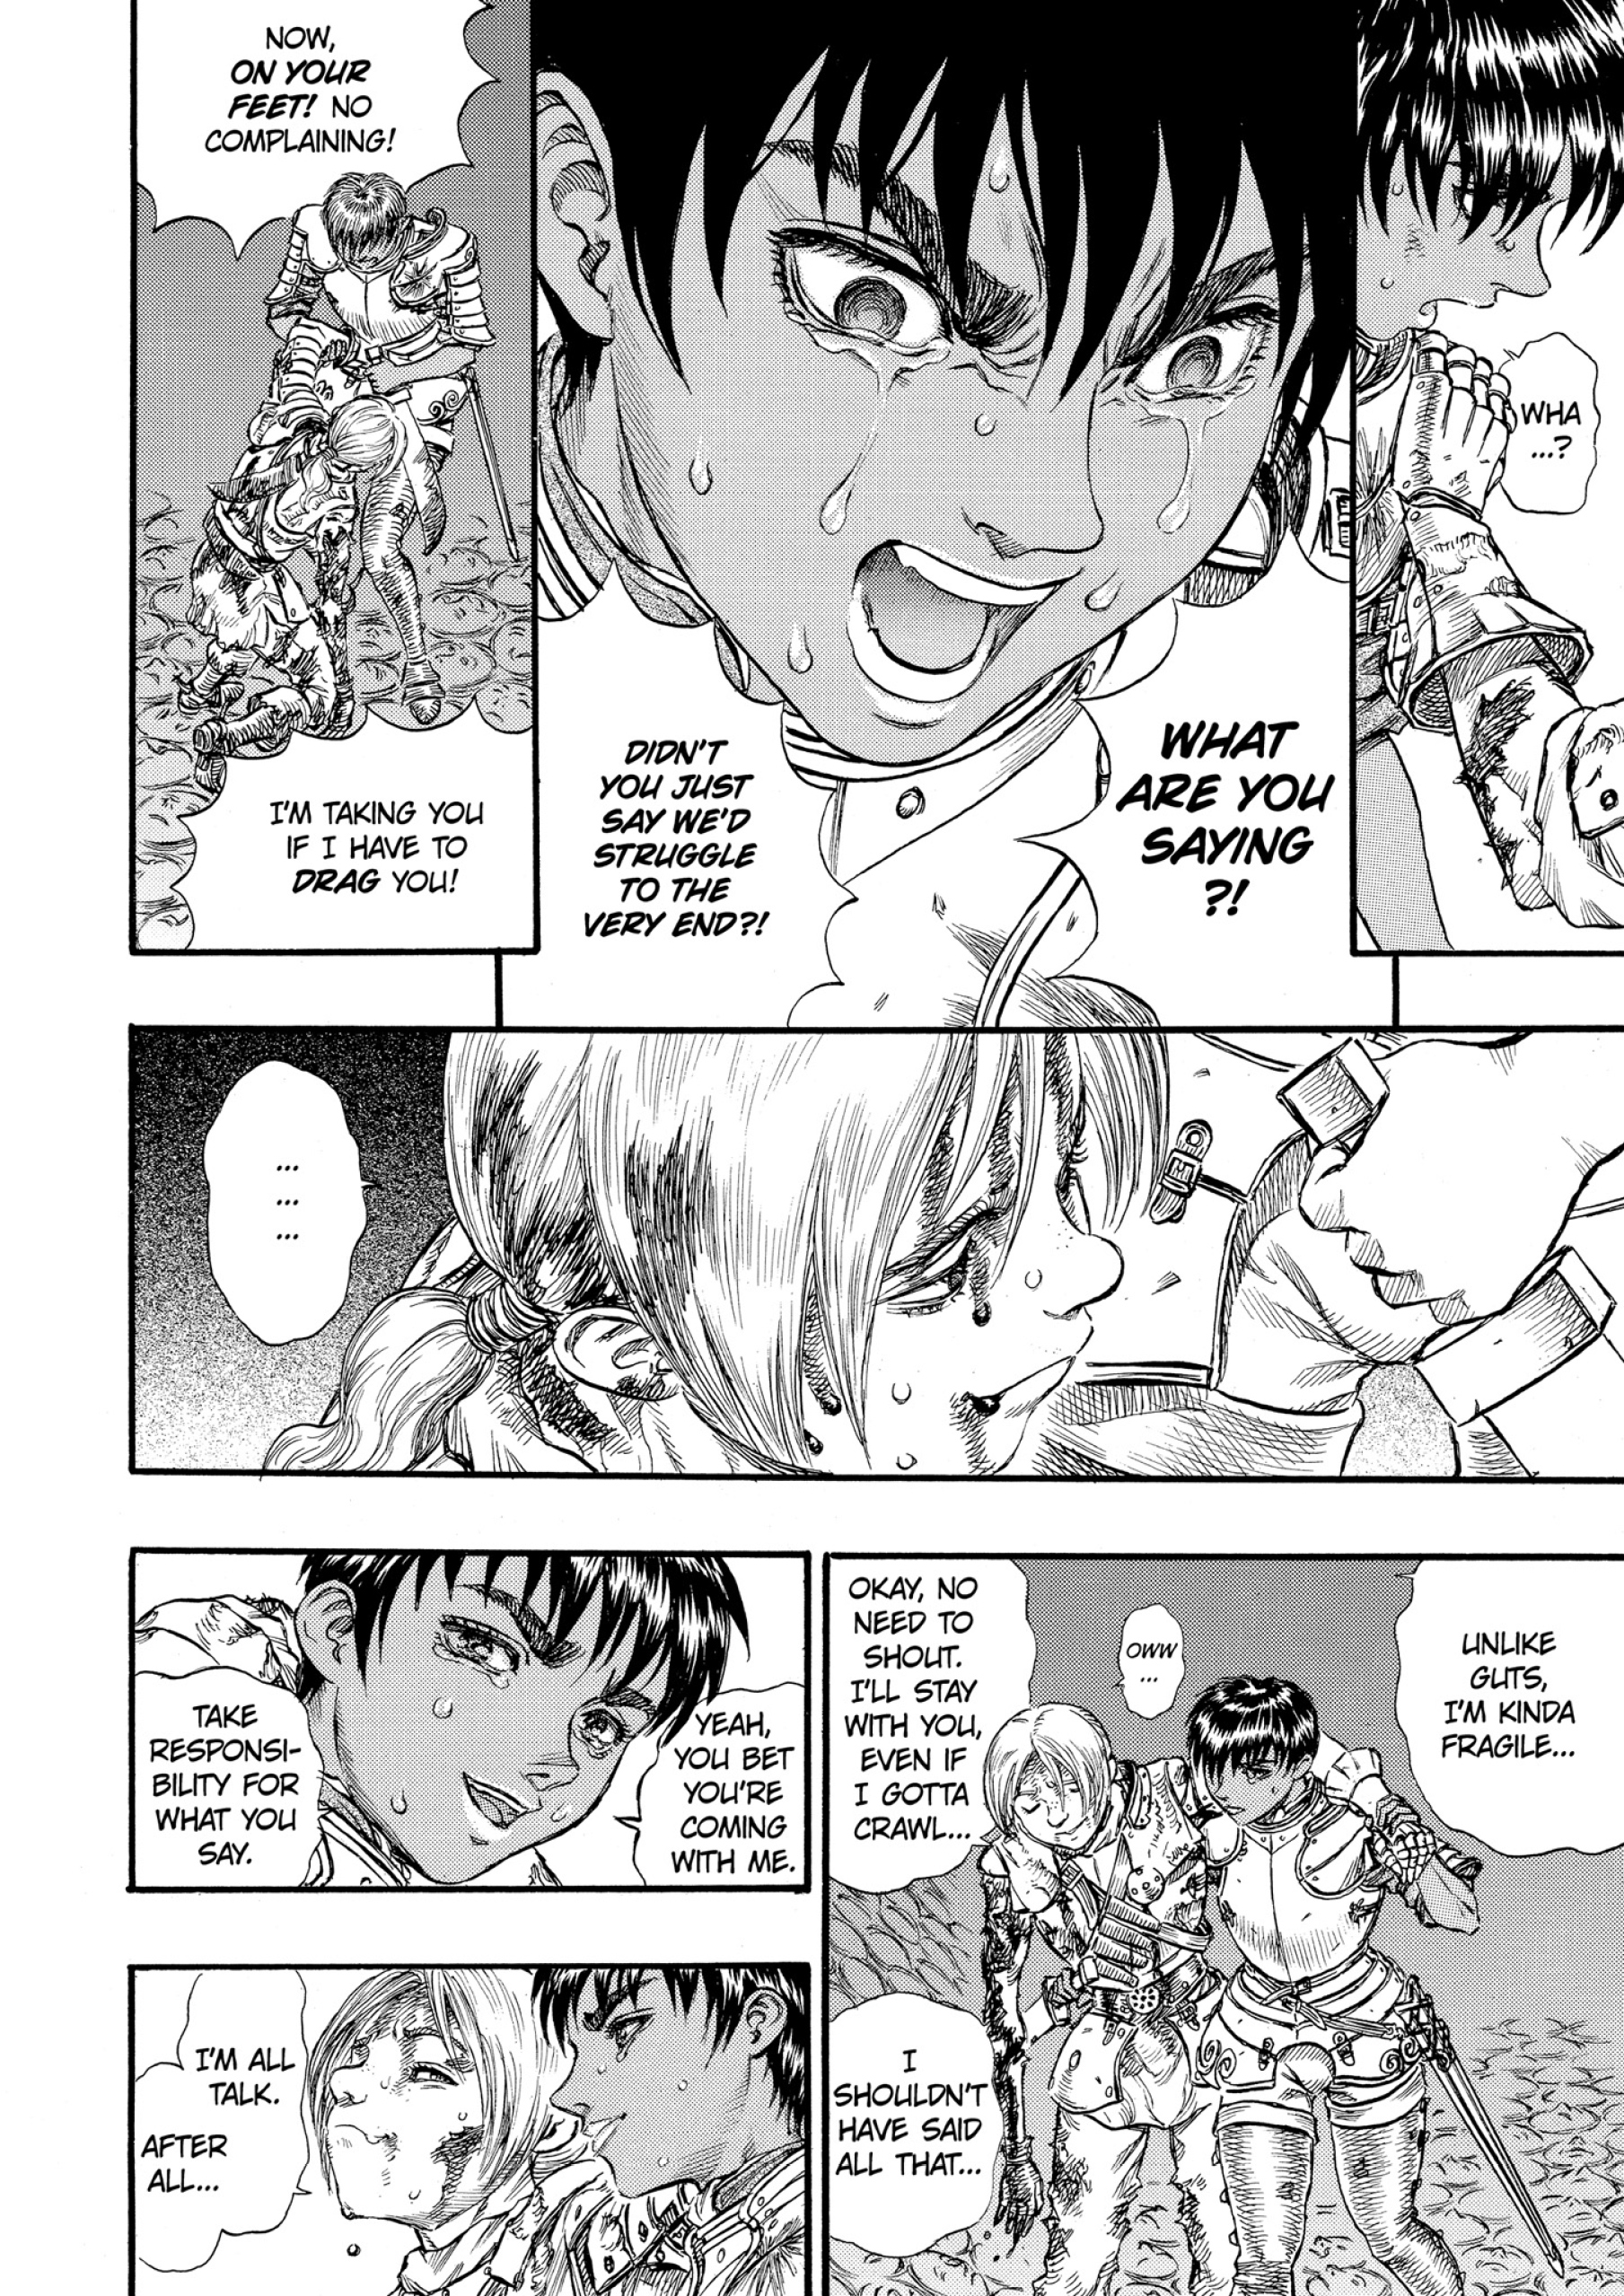 WHA
...?
WHAT
ARE YOU
SAYING
?!
DIDN'T
YOU JUST
SAY WE'D
STRUGGLE
TO THE
VERY END?!
NOW,
ON YOUR
FEET! NO
COMPLAINING!
I'M TAKING YOU
IF I HAVE TO
DRAG YOU!
...
...
...
UNLIKE
GUTS,
I'M KINDA
FRAGILE...
OWW
...
OKAY, NO
NEED TO
SHOUT.
I'LL STAY
WITH YOU,
EVEN IF
I GOTTA
CRAWL...
I
SHOULDN'T
HAVE SAID
ALL THAT...
YEAH,
YOU BET
YOU'RE
COMING
WITH ME.
TAKE
RESPONSI-
BILITY FOR
WHAT YOU
SAY.
I'M ALL
TALK.
AFTER
ALL...